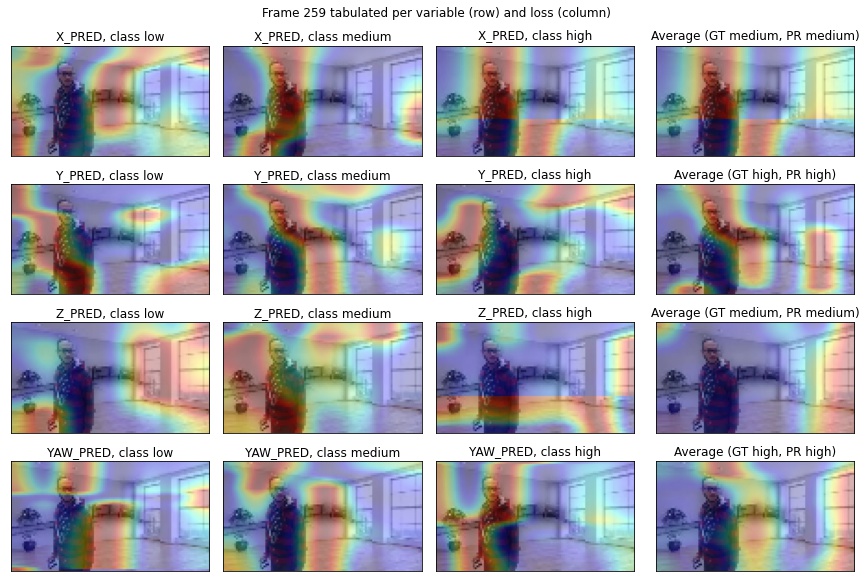 Frame 259 tabulated per variable (row) and loss (column)
X_PRED, class low
X_PRED, class medium
X_PRED, class high
Average (GT medium, PR medium)
Y_PRED, class low
Y_PRED, class medium
Y_PRED, class high
Average (GT high, PR high)
Z_PRED, class low
Z_PRED, class medium
Z_PRED, class high
Average (GT medium, PR medium)
YAW_PRED, class low
YAW_PRED, class medium
YAW_PRED, class high
Average (GT high, PR high)